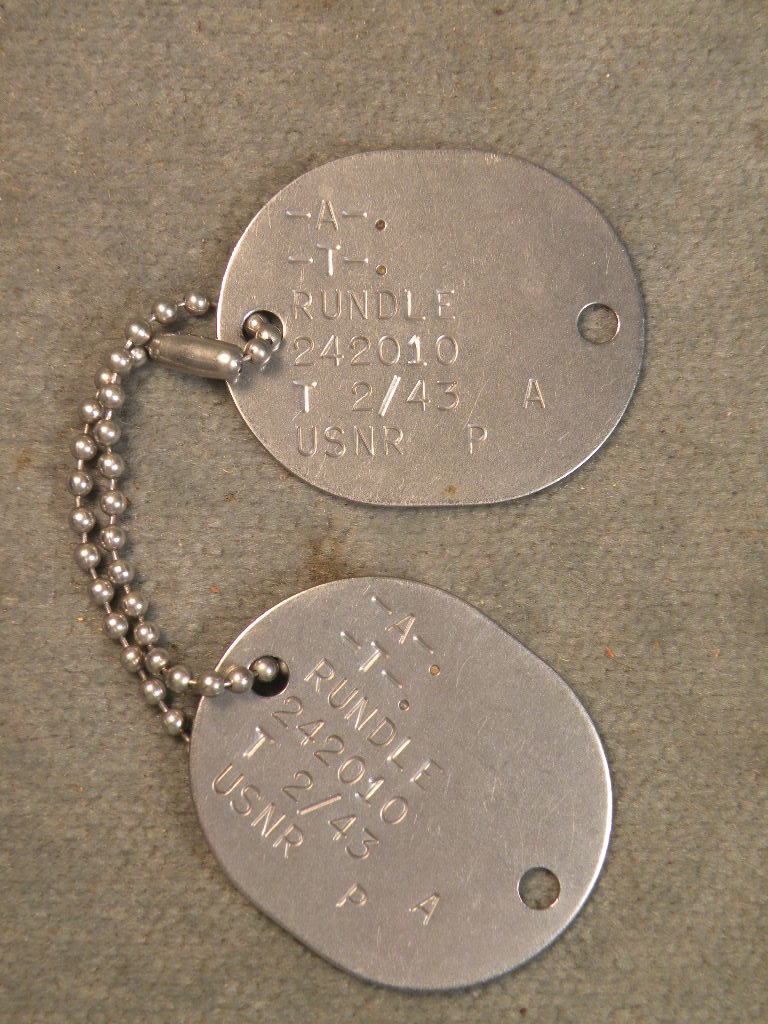 -A-.
-T-.
RUNDLE
242010
T 2/43 A
USNR P
-A-.
-T-.
RUNDLE
242010
T 2/43
USNR P A